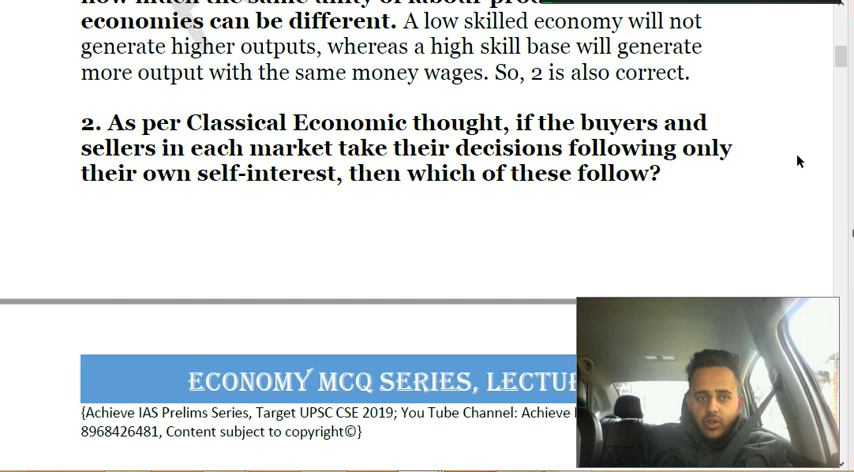 economies can be different. A low skilled economy will not
generate higher outputs, whereas a high skill base will generate
more output with the same money wages. So, 2 is also correct.
2. As per Classical Economic thought, if the buyers and
sellers in each market take their decisions following only
their own self-interest, then which of these follow?
ECONOMY MCQ SERIES,
{Achieve IAS Prelims Series, Target UPSC CSE 2019; You Tube Channel: Achieve
8968426481, Content subject to copyright©}